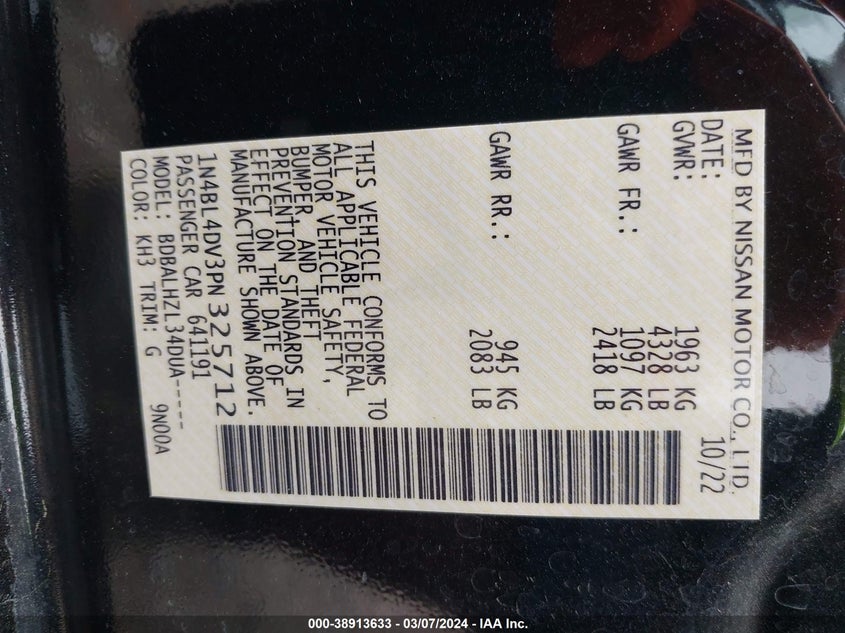 MFD BY NISSAN MOTOR CO., LTD.
DATE: 10/22
GVWR: 1963 KG
4328 LB
GAWR FR.: 1097 KG
2418 LB
GAWR RR.: 945 KG
2083 LB
THIS VEHICLE CONFORMS TO
ALL APPLICABLE FEDERAL
MOTOR VEHICLE SAFETY,
BUMPER, AND THEFT
PREVENTION STANDARDS IN
EFFECT ON THE DATE OF
MANUFACTURE SHOWN ABOVE.
1N4BL4DV3PN325712
PASSENGER CAR 641191
MODEL: BDBALHZL34DUA-----
COLOR: KH3 TRIM: G 9N00A
000-38913633 - 03/07/2024 - IAA Inc.